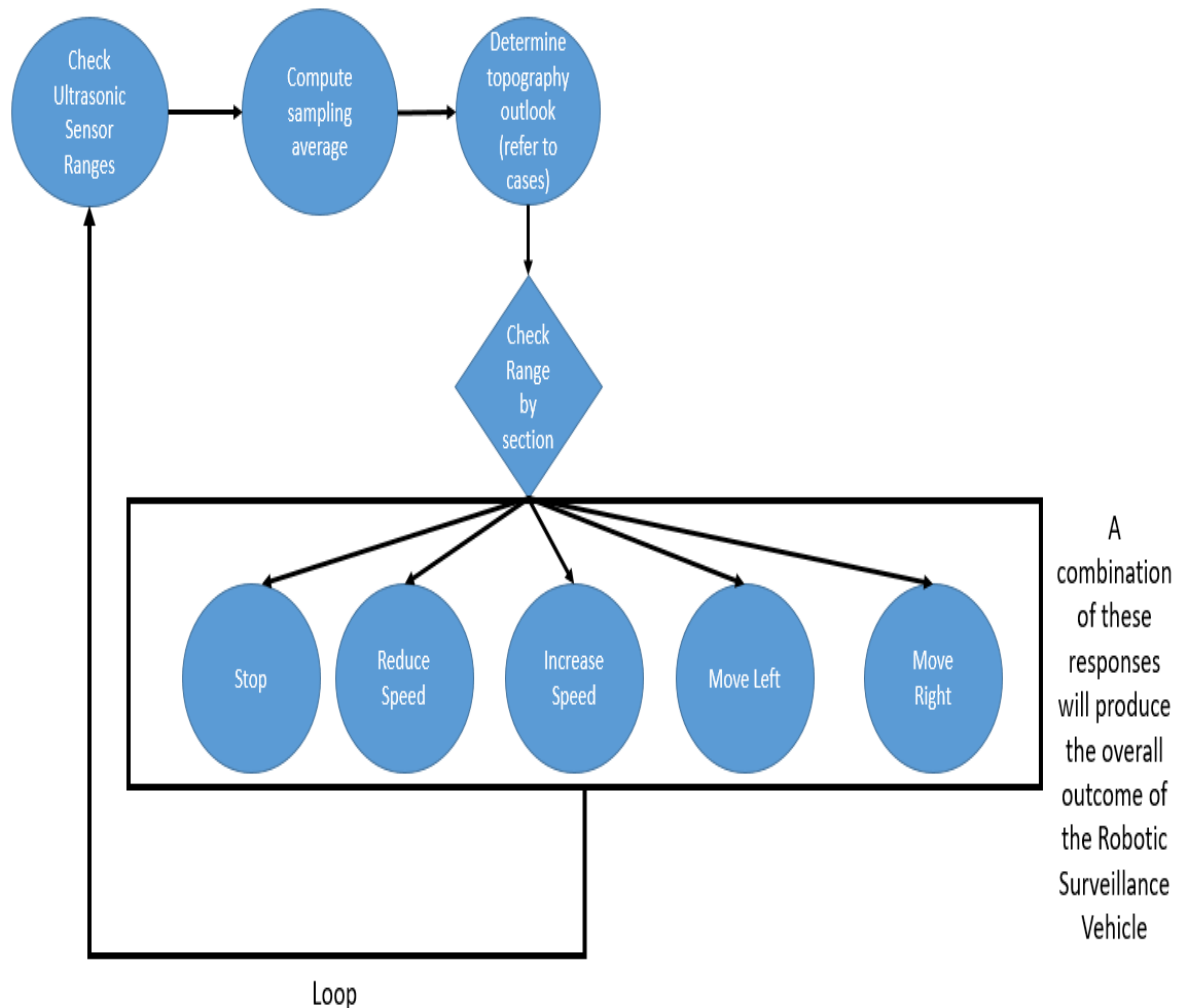 Check
Ultrasonic
Sensor
Ranges
Compute
sampling
average
Determine
topography
outlook
(refer to
cases)
Check
Range
by
section
Stop
Reduce
Speed
Increase
Speed
Move Left
Move
Right
A
combination
of these
responses
will produce
the overall
outcome of
the Robotic
Surveillance
Vehicle
Loop